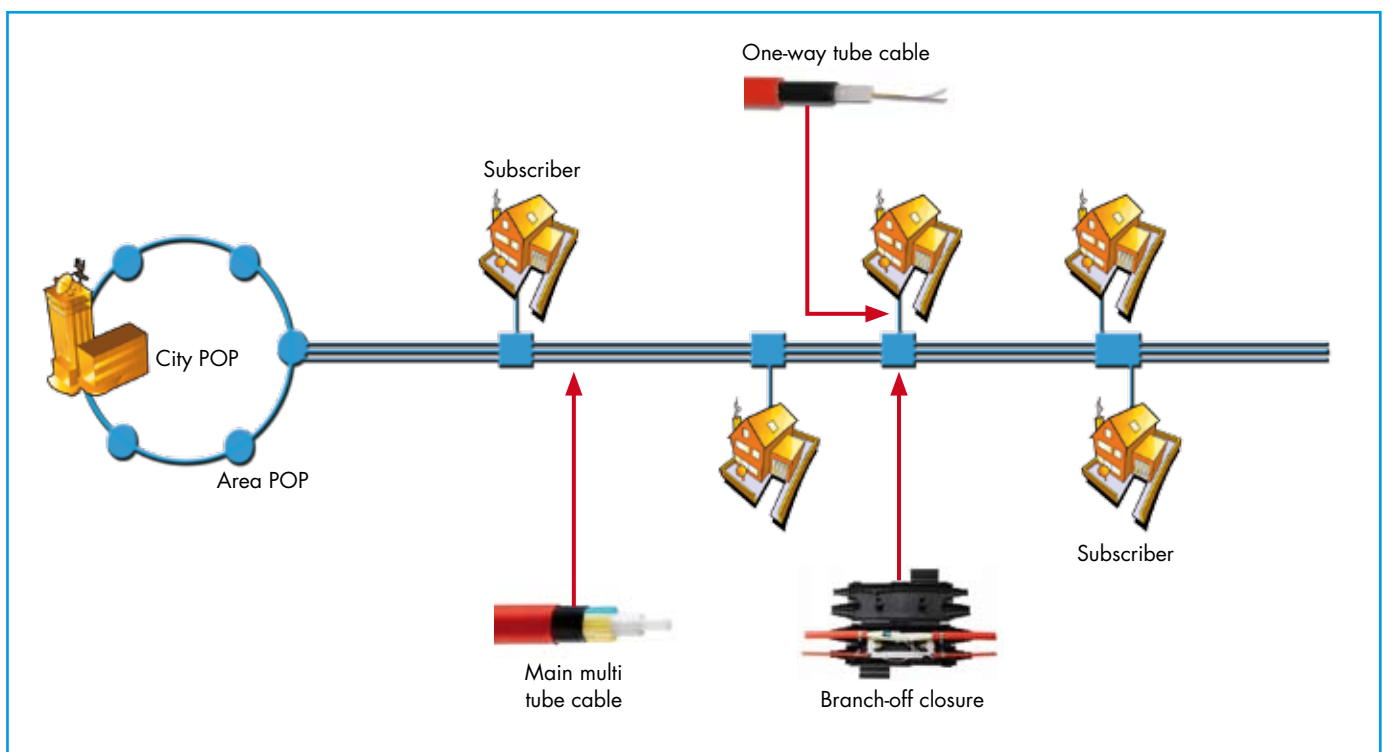 One-way tube cable
Subscriber
City POP
Area POP
Subscriber
Main multi
tube cable
Branch-off closure